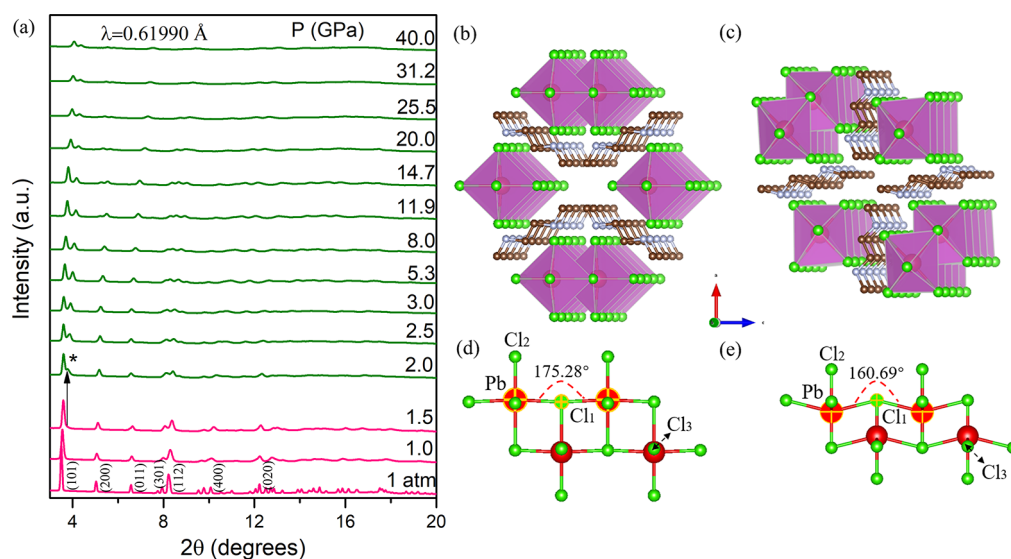 (a)
λ=0.61990 Å
P (GPa)
40.0
31.2
25.5
20.0
14.7
11.9
8.0
5.3
3.0
2.5
2.0
*
1.5
1.0
1 atm
(101)
(200)
(011)
(301)
(112)
(400)
(020)
4
8
12
16
20
2θ (degrees)
Intensity (a.u.)
(b)
(c)
(d)
Cl2
175.28°
Pb
Cl1
Cl3
(e)
Cl2
160.69°
Pb
Cl1
Cl3